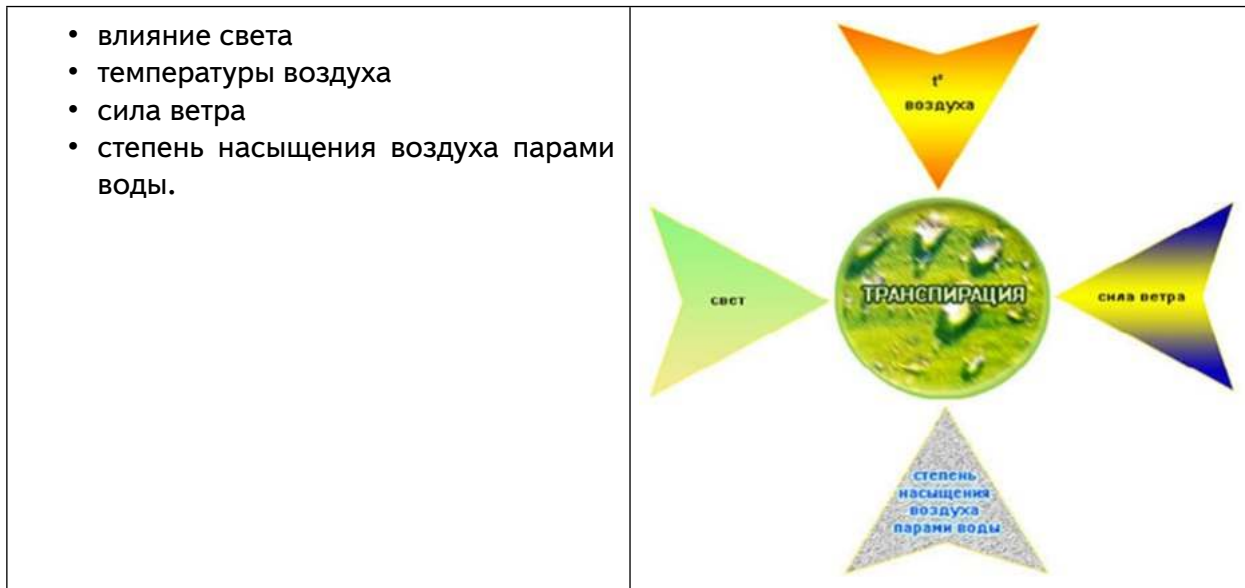 • влияние света
• температуры воздуха
• сила ветра
• степень насыщения воздуха парами
воды.
t°
воздуха
свет
ТРАНСПИРАЦИЯ
сила ветра
степень
насыщения
воздуха
парами воды